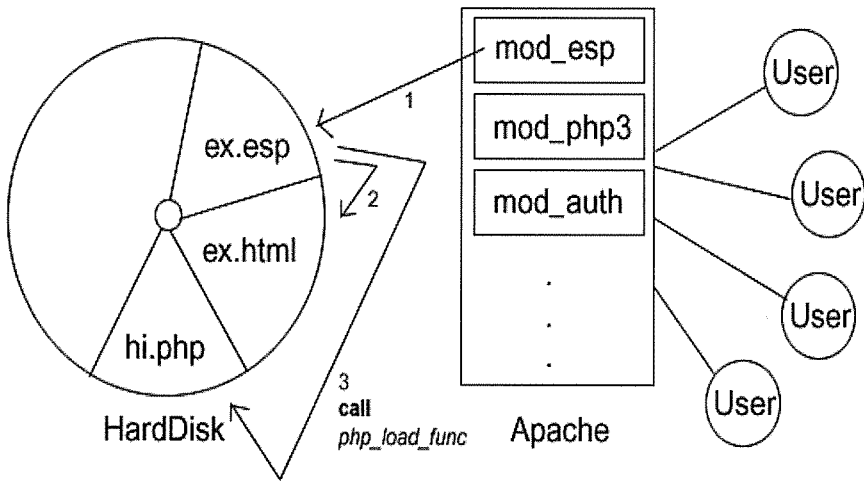 mod_esp
mod_php3
mod_auth
.
.
.
Apache
User
User
User
User
ex.esp
ex.html
hi.php
HardDisk
1
2
3
call
php_load_func